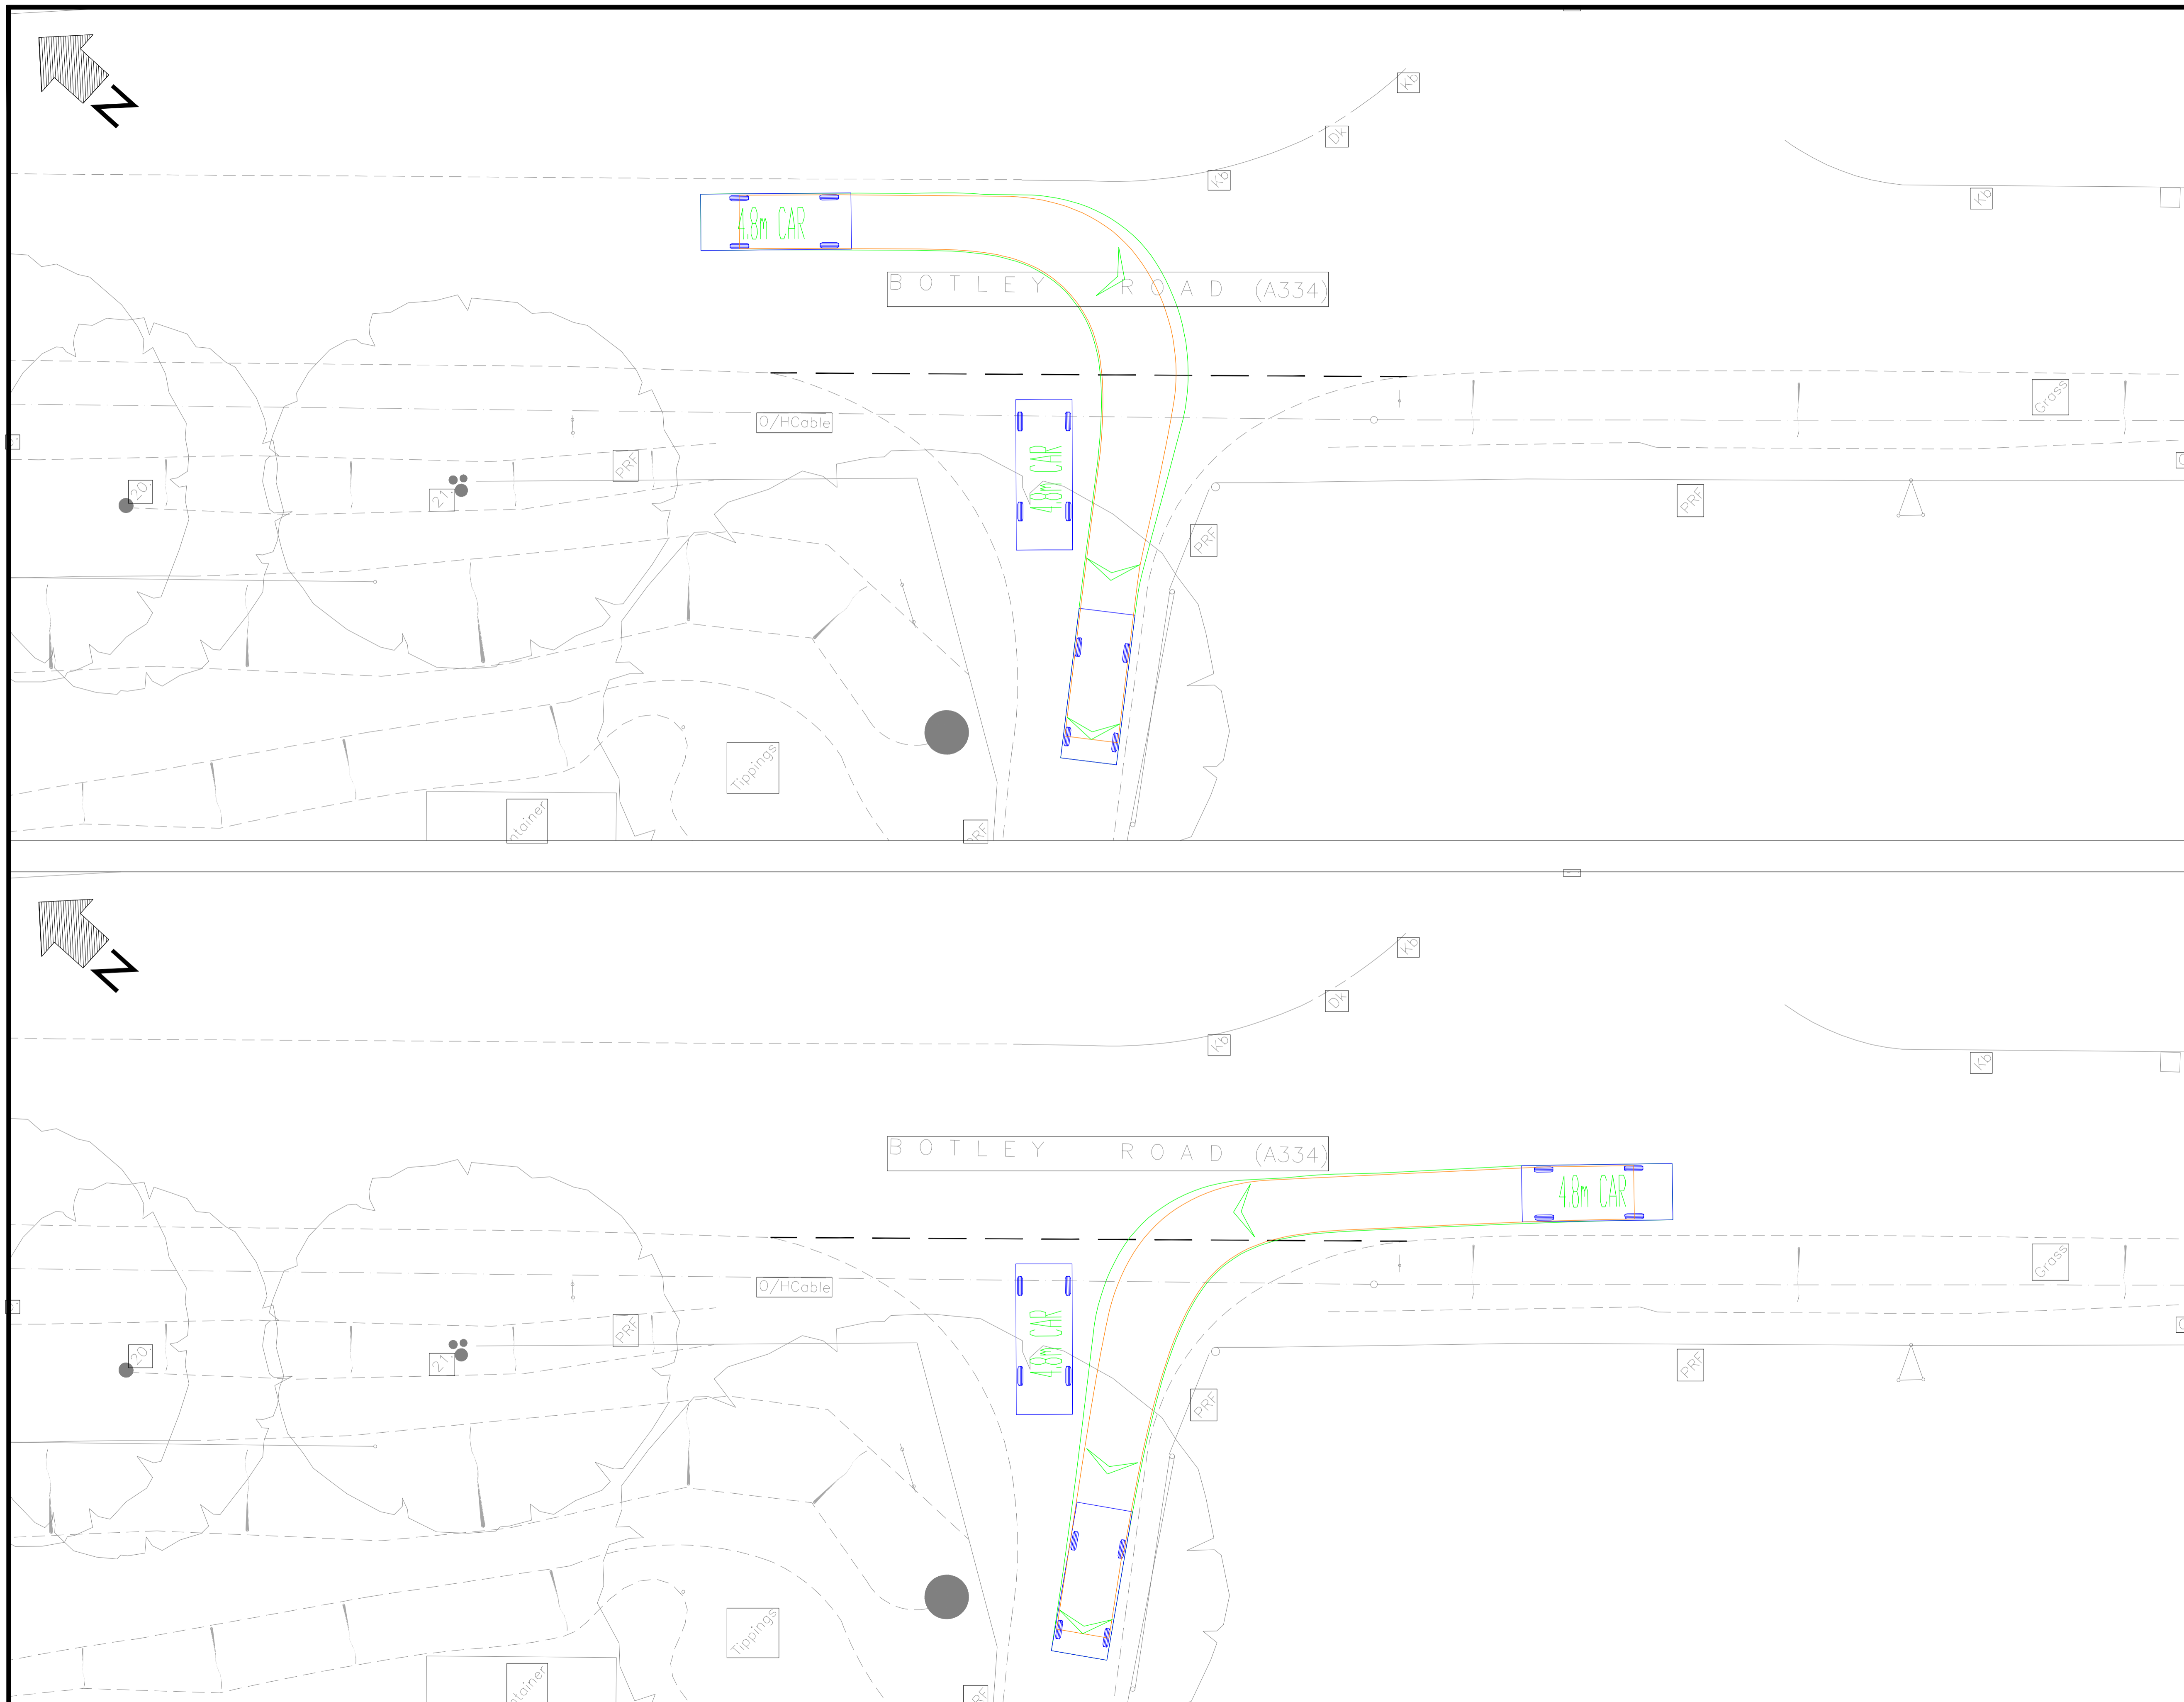 N
Kb
Dk
Kb
Kb
4.8m CAR
BOTLEY ROAD (A334)
Grass
O/HCable
4.8m CAR
PRF
20.
21.
PRF
PRF
Tippings
ntainer
PRF
N
Kb
Dk
Kb
Kb
BOTLEY ROAD (A334)
4.8m CAR
Grass
O/HCable
4.8m CAR
PRF
20.
21.
PRF
PRF
Tippings
ntainer
PRF